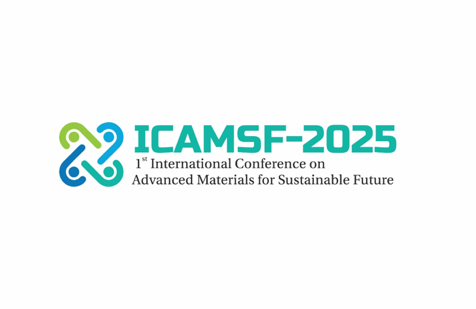 ICAMSF-2025
1st International Conference on
Advanced Materials for Sustainable Future